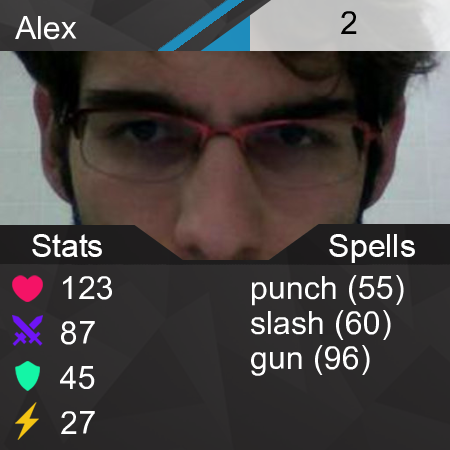 Alex
2
Stats
Spells
123
87
45
27
punch (55)
slash (60)
gun (96)